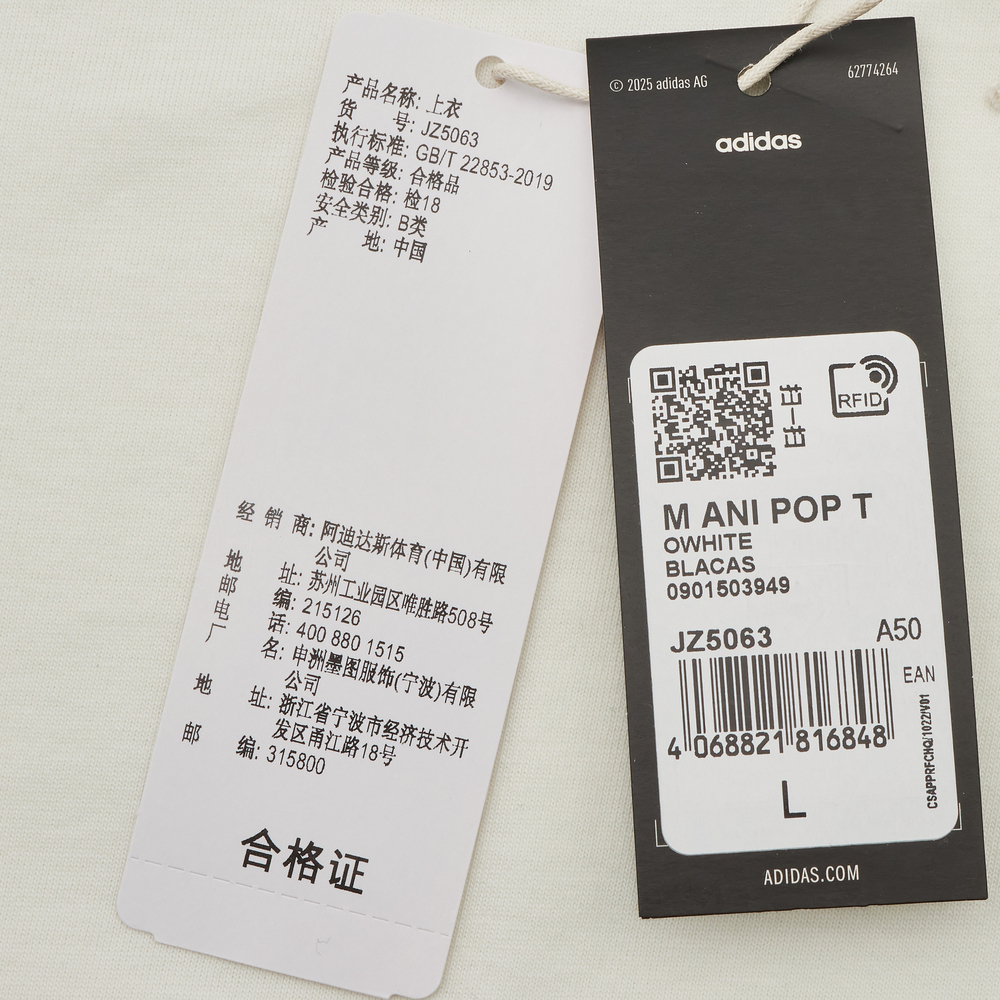 产品名称: 上衣
货 号: JZ5063
执行标准: GB/T 22853-2019
产品等级: 合格品
检验合格: 检18
安全类别: B类
产 地: 中国
经 销 商: 阿迪达斯体育(中国)有限
公司
地 址: 苏州工业园区唯胜路508号
邮 编: 215126
电 话: 400 880 1515
厂 名: 申洲墨图服饰(宁波)有限
公司
地 址: 浙江省宁波市经济技术开
发区甬江路18号
邮 编: 315800
合格证
© 2025 adidas AG
62774264
adidas
RFID
M ANI POP T
OWHITE
BLACAS
0901503949
JZ5063
A50
EAN
4 068821 816848
CSAPPRFCHQ/1022/V01
L
ADIDAS.COM